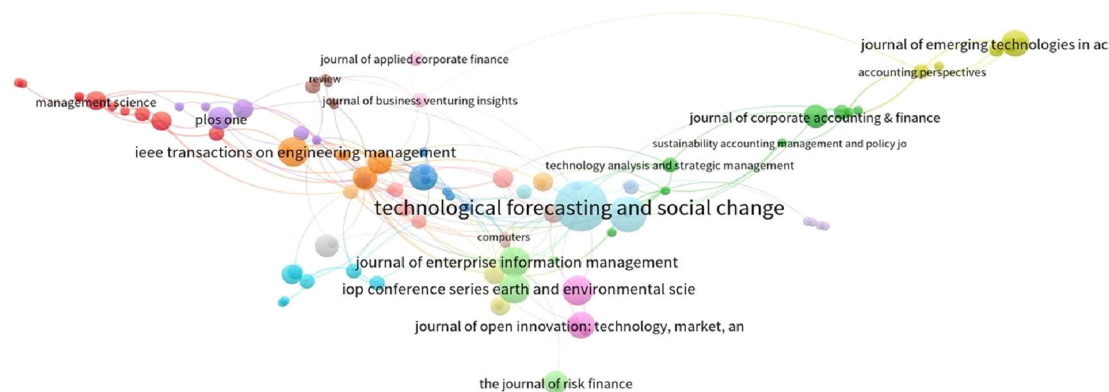 journal of emerging technologies in ac
journal of applied corporate finance
accounting perspectives
review
management science
journal of business venturing insights
plos one
journal of corporate accounting & finance
sustainability accounting management and policy jo
ieee transactions on engineering management
technology analysis and strategic management
technological forecasting and social change
computers
journal of enterprise information management
iop conference series earth and environmental scie
journal of open innovation: technology, market, an
the journal of risk finance